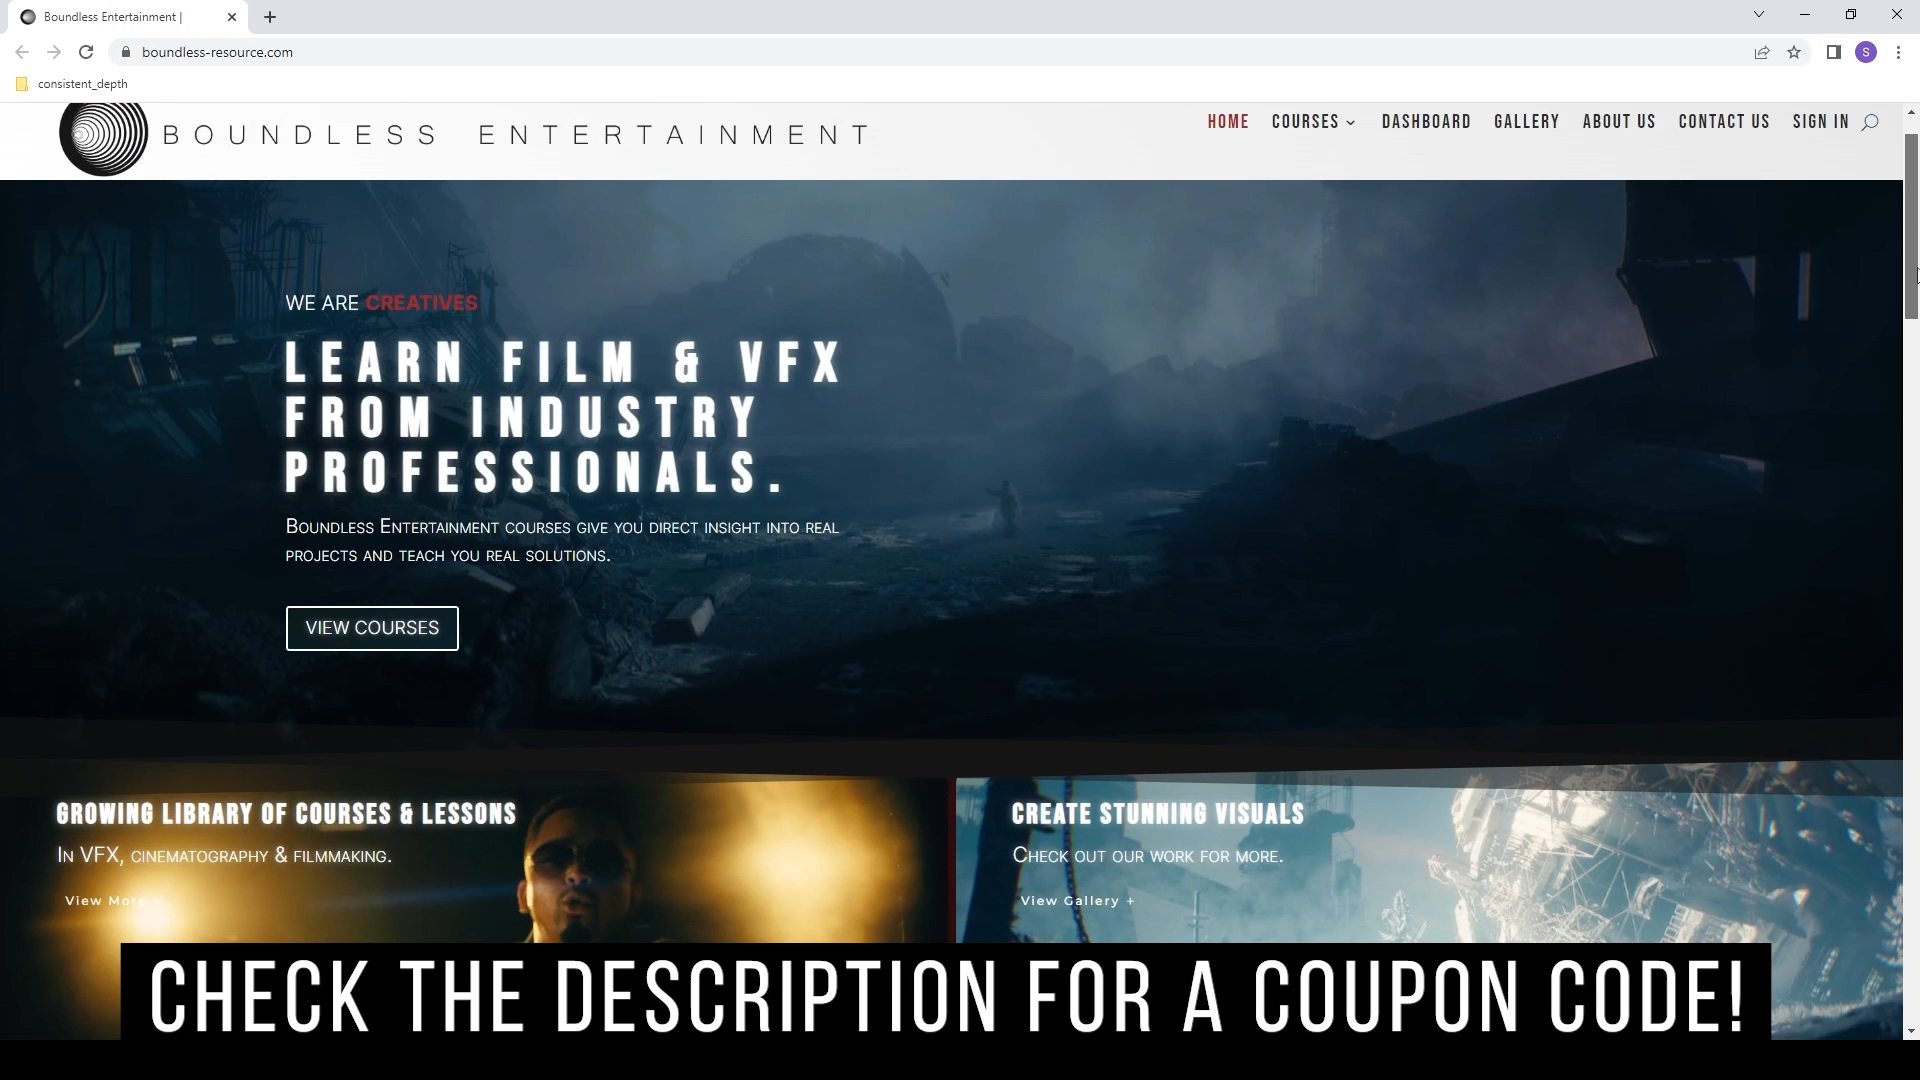 Boundless Entertainment |
boundless-resource.com
S
consistent_depth
BOUNDLESS ENTERTAINMENT
HOME COURSES DASHBOARD GALLERY ABOUT US CONTACT US SIGN IN
WE ARE CREATIVES
LEARN FILM & VFX
FROM INDUSTRY
PROFESSIONALS.
BOUNDLESS ENTERTAINMENT COURSES GIVE YOU DIRECT INSIGHT INTO REAL
PROJECTS AND TEACH YOU REAL SOLUTIONS.
VIEW COURSES
GROWING LIBRARY OF COURSES & LESSONS
IN VFX, CINEMATOGRAPHY & FILMMAKING.
View More +
CREATE STUNNING VISUALS
CHECK OUT OUR WORK FOR MORE.
View Gallery +
CHECK THE DESCRIPTION FOR A COUPON CODE!